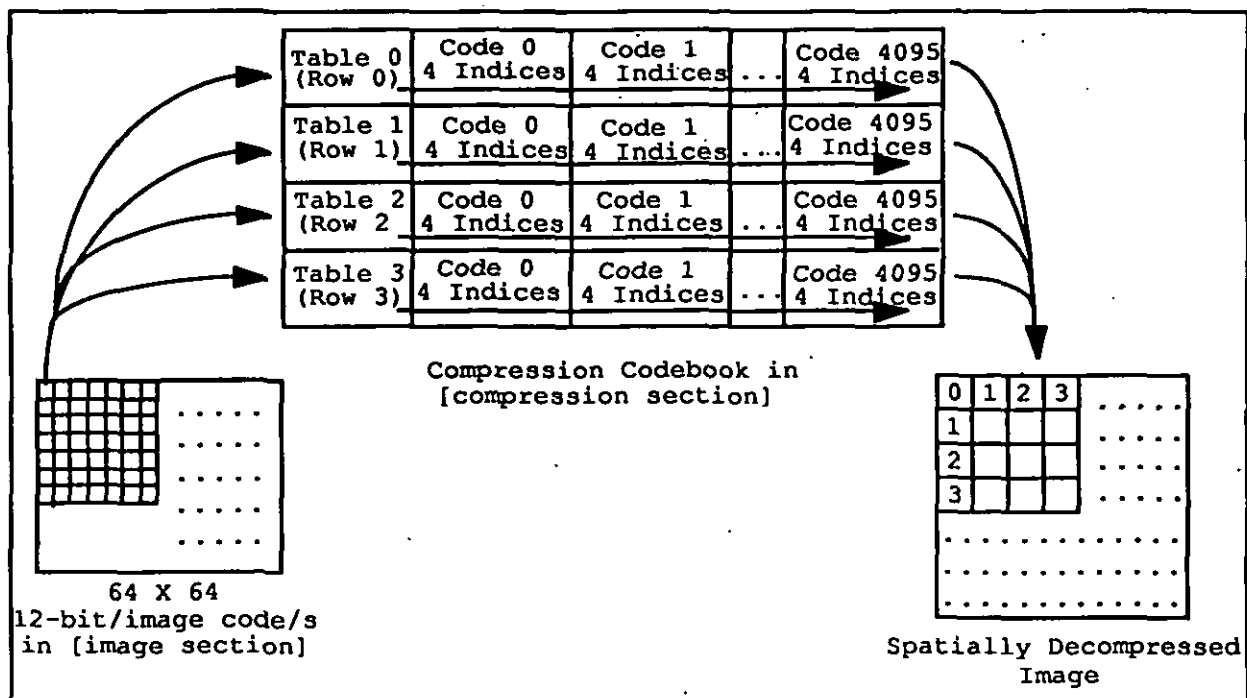 Table 0 Code 0 Code 1 Code 4095
(Row 0) 4 Indices 4 Indices ... 4 Indices
Table 1 Code 0 Code 1 Code 4095
(Row 1) 4 Indices 4 Indices ... 4 Indices
Table 2 Code 0 Code 1 Code 4095
(Row 2 4 Indices 4 Indices ... 4 Indices
Table 3 Code 0 Code 1 Code 4095
(Row 3) 4 Indices 4 Indices ... 4 Indices
Compression Codebook in
[compression section]
0 1 2 3
1
2
3
64 X 64
12-bit/image code/s
in [image section]
Spatially Decompressed
Image